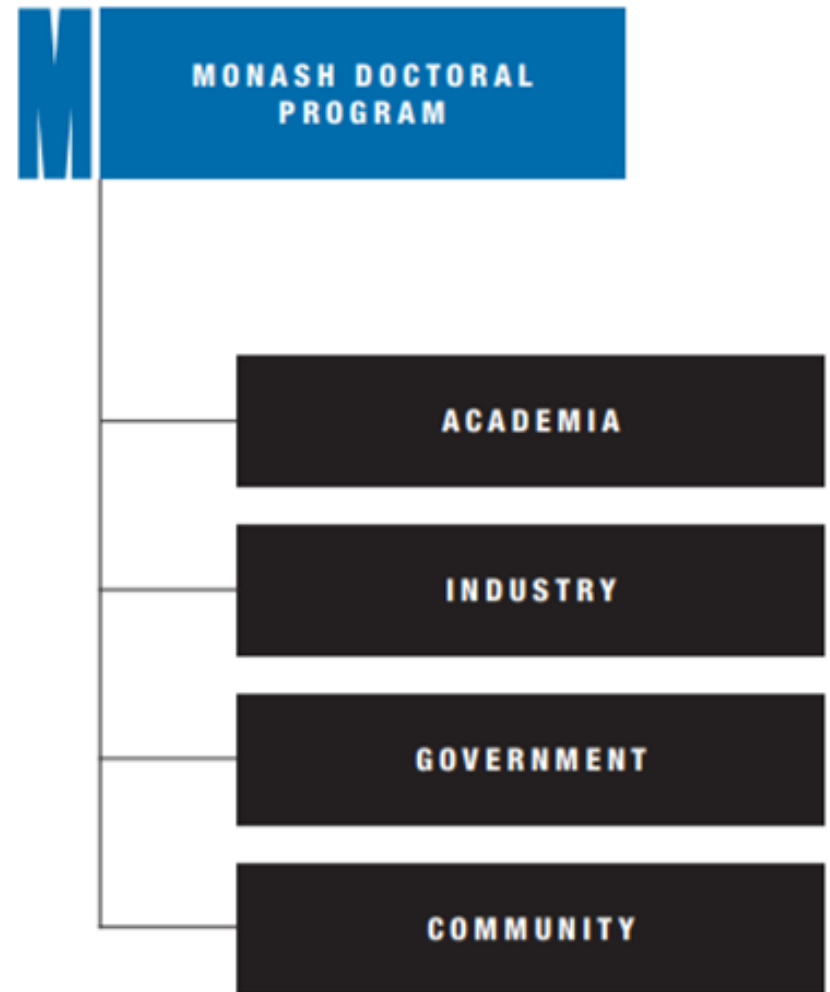 M
MONASH DOCTORAL
PROGRAM
ACADEMIA
INDUSTRY
GOVERNMENT
COMMUNITY